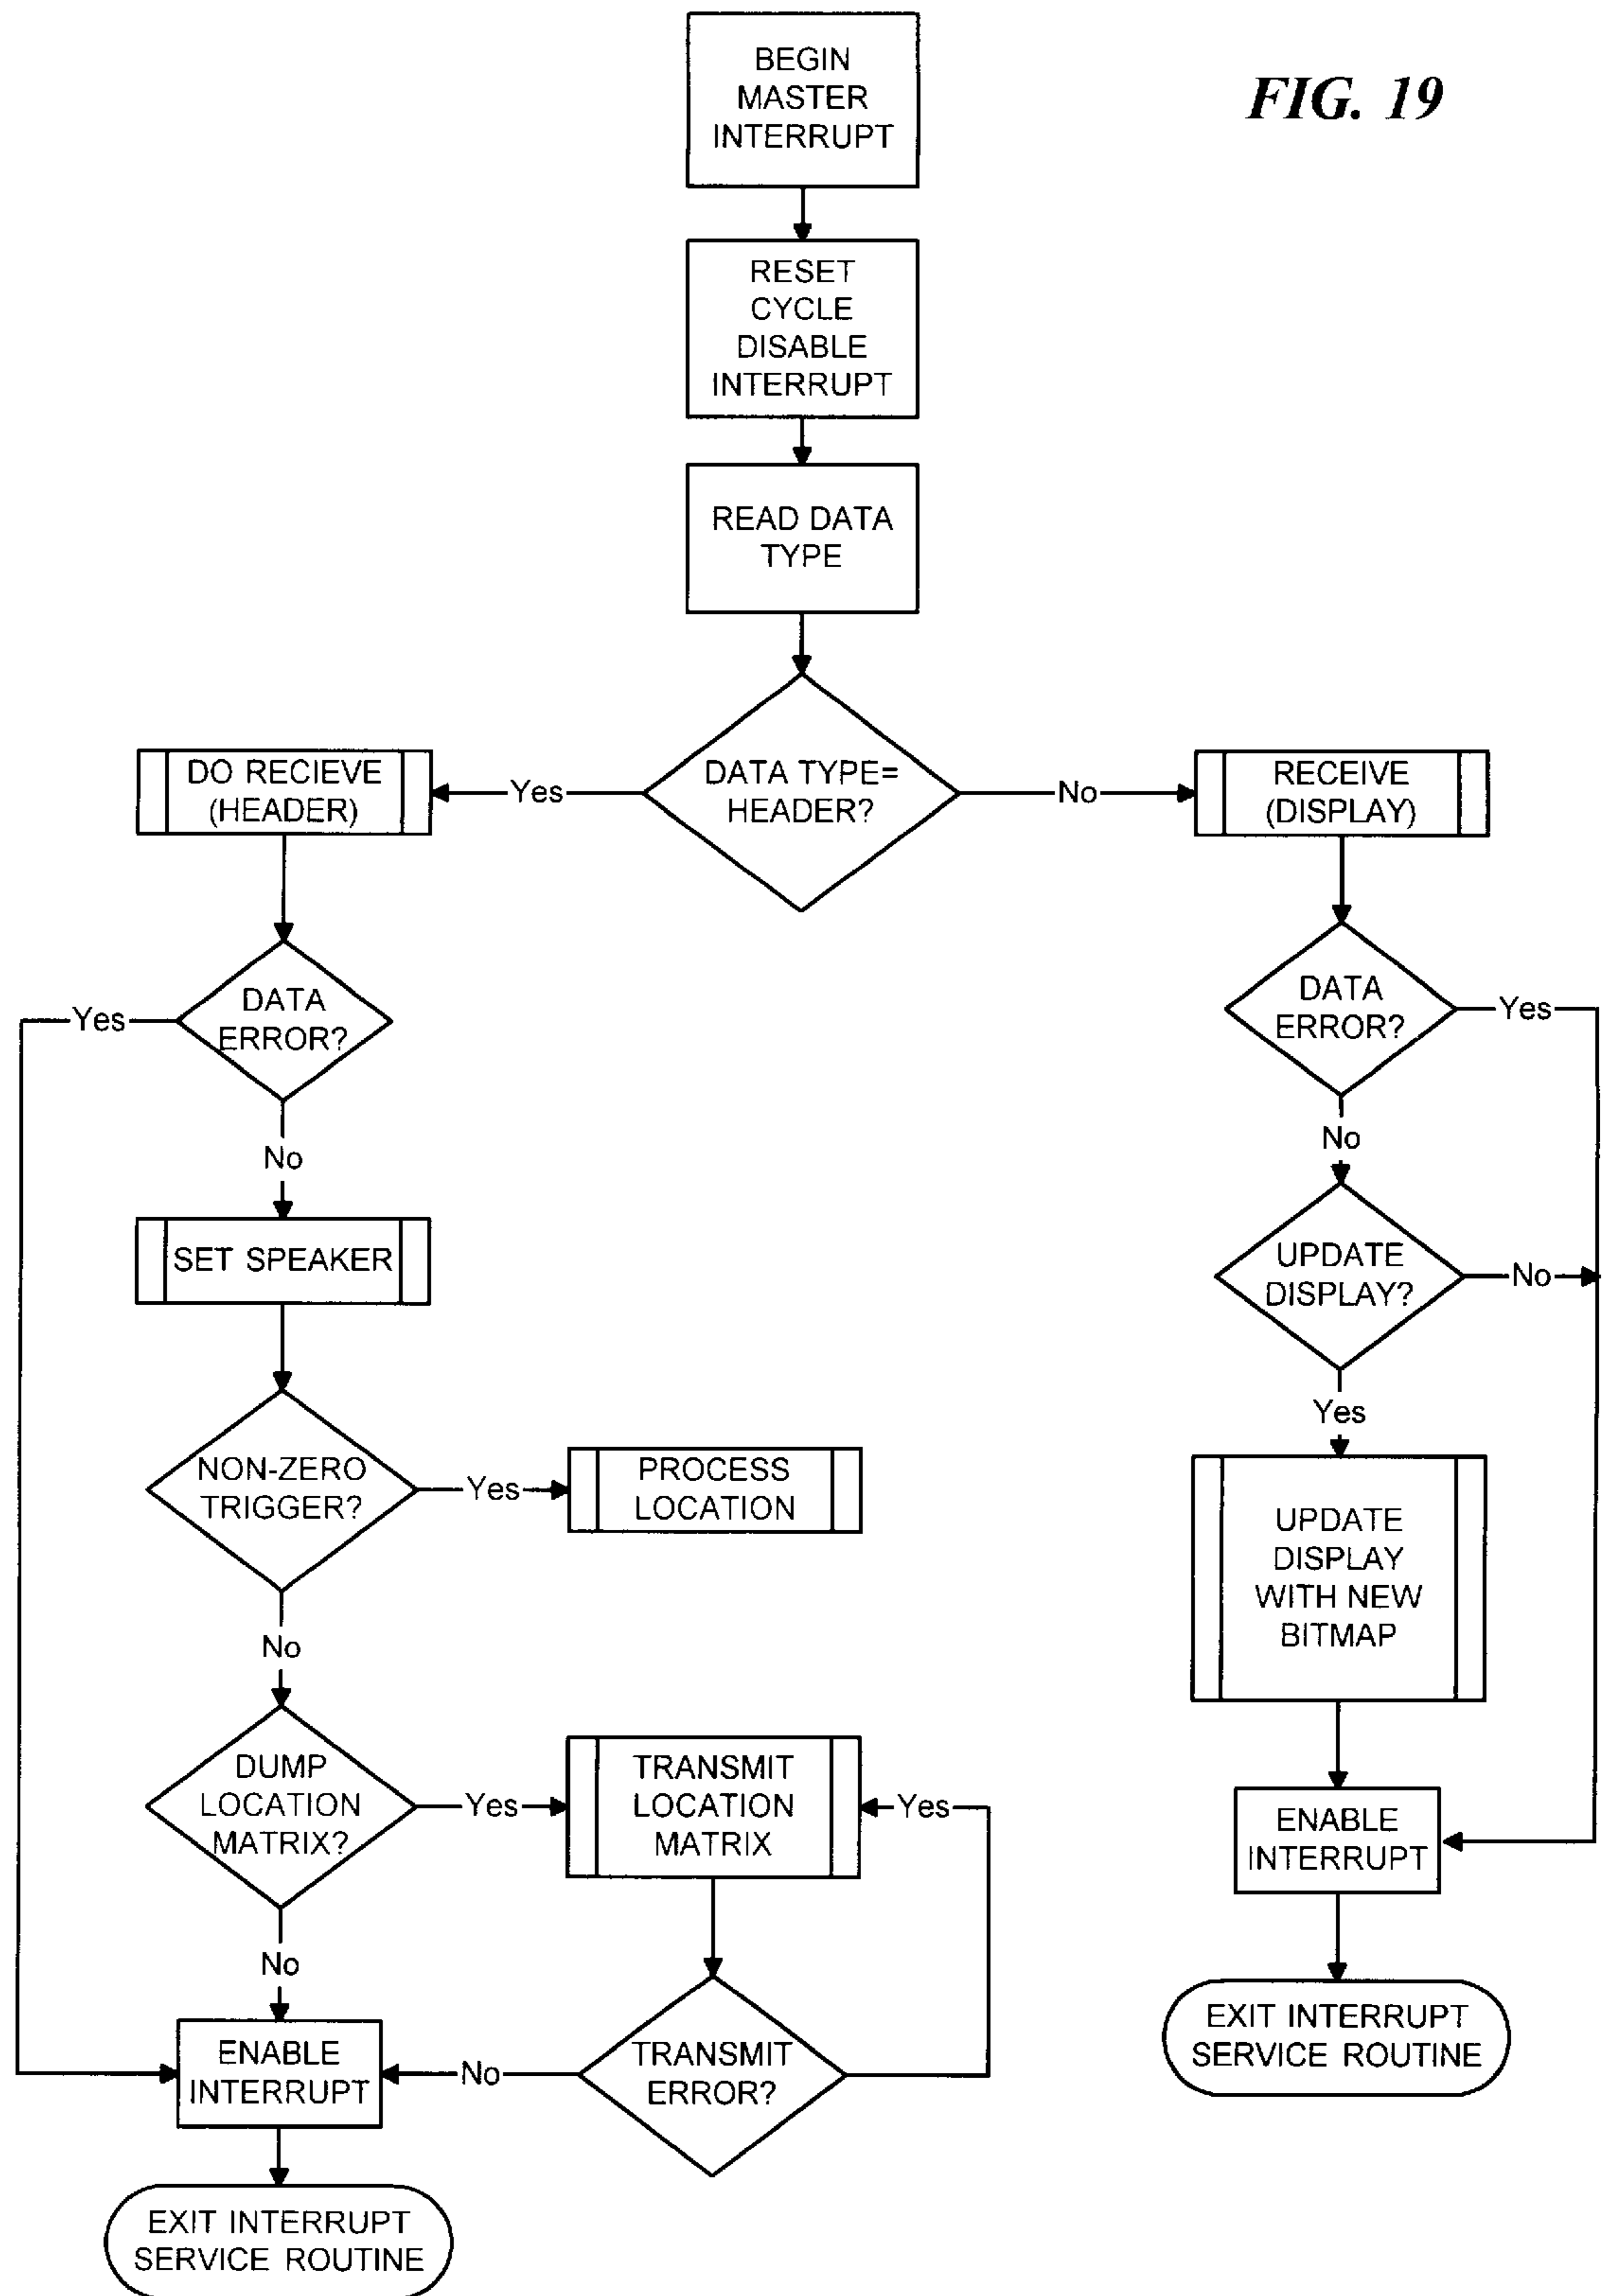 BEGIN
MASTER
INTERRUPT
FIG. 19
RESET
CYCLE
DISABLE
INTERRUPT
READ DATA
TYPE
DATA TYPE=
HEADER?
Yes
No
DO RECIEVE
(HEADER)
RECEIVE
(DISPLAY)
DATA
ERROR?
Yes
No
SET SPEAKER
NON-ZERO
TRIGGER?
Yes
PROCESS
LOCATION
No
DUMP
LOCATION
MATRIX?
Yes
TRANSMIT
LOCATION
MATRIX
Yes
No
TRANSMIT
ERROR?
No
ENABLE
INTERRUPT
EXIT INTERRUPT
SERVICE ROUTINE
DATA
ERROR?
Yes
No
UPDATE
DISPLAY?
No
Yes
UPDATE
DISPLAY
WITH NEW
BITMAP
ENABLE
INTERRUPT
EXIT INTERRUPT
SERVICE ROUTINE